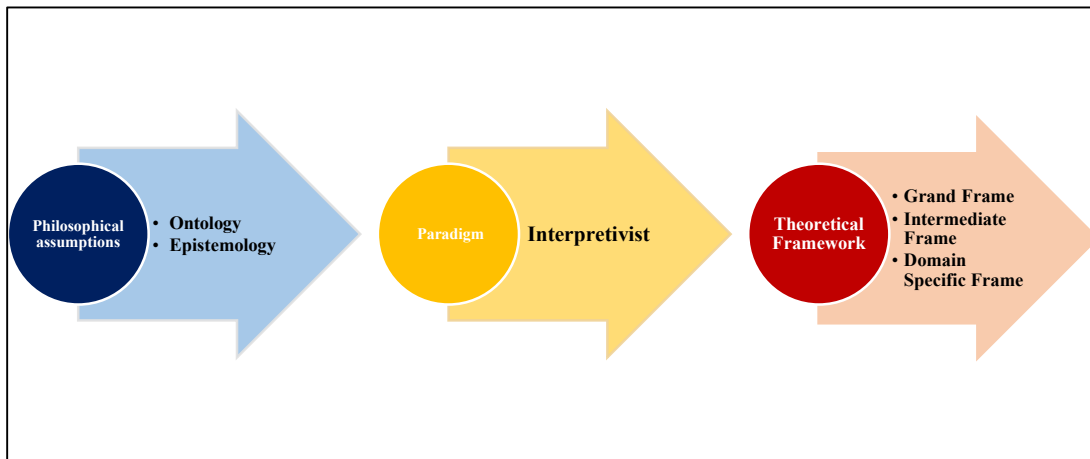 Philosophical
assumptions
• Ontology
• Epistemology
Paradigm
Interpretivist
Theoretical
Framework
• Grand Frame
• Intermediate
Frame
• Domain
Specific Frame